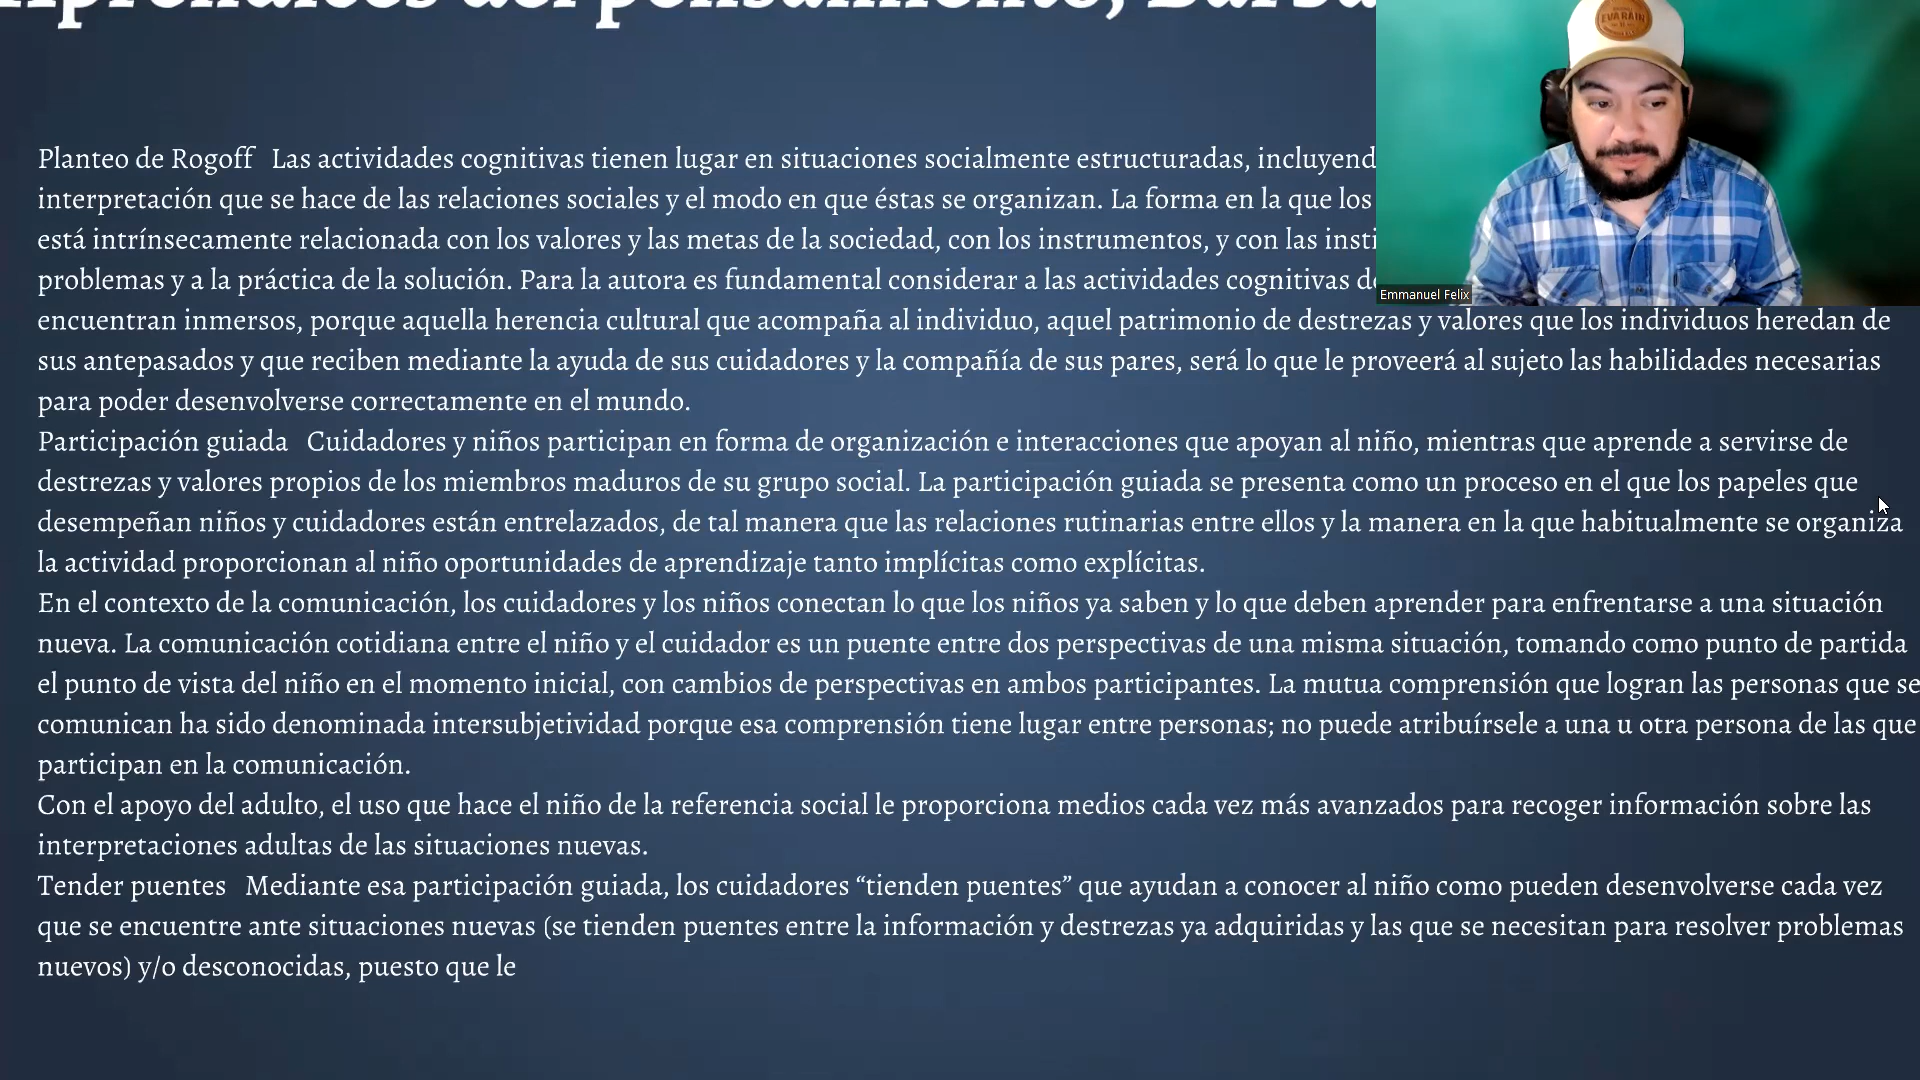 Aprendices del pensamiento,
EVA RAIN
Planteo de Rogoff Las actividades cognitivas tienen lugar en situaciones socialmente estructuradas,
interpretación que se hace de las relaciones sociales y el modo en que éstas se organizan. La forma en la que los
está intrínsecamente relacionada con los valores y las metas de la sociedad, con los instrumentos, y con las
Emmanuel Felix
problemas y a la práctica de la solución. Para la autora es fundamental considerar a las actividades cognitivas
encuentran inmersos, porque aquella herencia cultural que acompaña al individuo, aquel patrimonio de destrezas y valores que los individuos heredan de
sus antepasados y que reciben mediante la ayuda de sus cuidadores y la compañía de sus pares, será lo que le proveerá al sujeto las habilidades necesarias
para poder desenvolverse correctamente en el mundo.
Participación guiada Cuidadores y niños participan en forma de organización e interacciones que apoyan al niño, mientras que aprende a servirse de
destrezas y valores propios de los miembros maduros de su grupo social. La participación guiada se presenta como un proceso en el que los papeles que
desempeñan niños y cuidadores están entrelazados, de tal manera que las relaciones rutinarias entre ellos y la manera en la que habitualmente se organiza
la actividad proporcionan al niño oportunidades de aprendizaje tanto implícitas como explícitas.
En el contexto de la comunicación, los cuidadores y los niños conectan lo que los niños ya saben y lo que deben aprender para enfrentarse a una situación
nueva. La comunicación cotidiana entre el niño y el cuidador es un puente entre dos perspectivas de una misma situación, tomando como punto de partida
el punto de vista del niño en el momento inicial, con cambios de perspectivas en ambos participantes. La mutua comprensión que logran las personas que se
comunican ha sido denominada intersubjetividad porque esa comprensión tiene lugar entre personas; no puede atribuírsele a una u otra persona de las que
participan en la comunicación.
Con el apoyo del adulto, el uso que hace el niño de la referencia social le proporciona medios cada vez más avanzados para recoger información sobre las
interpretaciones adultas de las situaciones nuevas.
Tender puentes Mediante esa participación guiada, los cuidadores “tienden puentes” que ayudan a conocer al niño como pueden desenvolverse cada vez
que se encuentre ante situaciones nuevas (se tienden puentes entre la información y destrezas ya adquiridas y las que se necesitan para resolver problemas
nuevos) y/o desconocidas, puesto que le